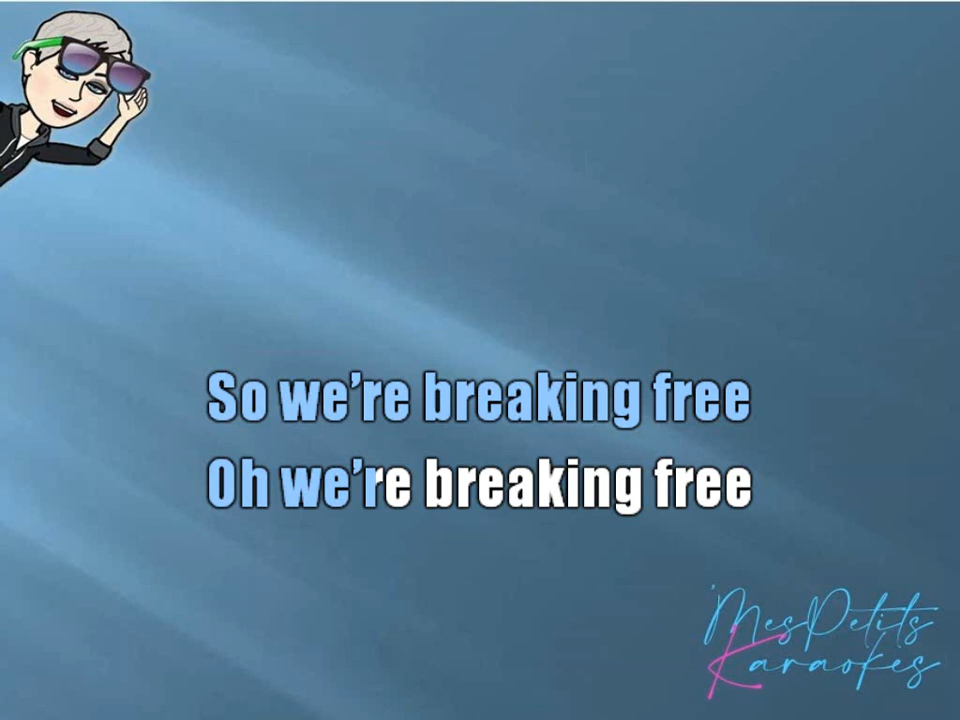 So we’re breaking free
Oh we’re breaking free
MesPetits
Karaokes